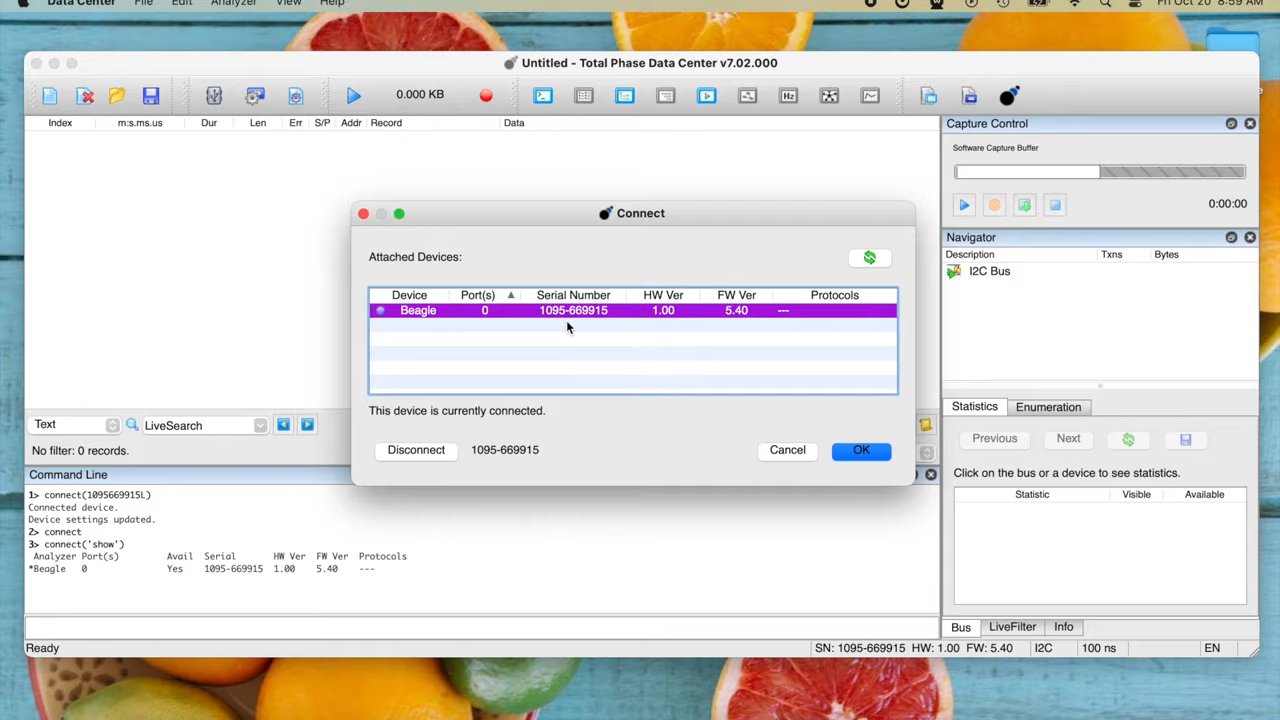 Data Center File Edit Analyzer View Help Fri Oct 20 8:59 AM
Untitled - Total Phase Data Center v7.02.000
0.000 KB
Hz
Index m:s.ms.us Dur Len Err S/P Addr Record Data
Capture Control
Software Capture Buffer
0:00:00
Navigator
Description Txns Bytes
I2C Bus
Connect
Attached Devices:
Device Port(s) Serial Number HW Ver FW Ver Protocols
Beagle 0 1095-669915 1.00 5.40 ---
This device is currently connected.
Disconnect 1095-669915 Cancel OK
Text LiveSearch
No filter: 0 records.
Statistics Enumeration
Previous Next
Click on the bus or a device to see statistics.
Statistic Visible Available
Command Line
1> connect(1095669915L)
Connected device.
Device settings updated.
2> connect
3> connect('show')
Analyzer Port(s) Avail Serial HW Ver FW Ver Protocols
*Beagle 0 Yes 1095-669915 1.00 5.40 ---
Bus LiveFilter Info
Ready SN: 1095-669915 HW: 1.00 FW: 5.40 I2C 100 ns EN